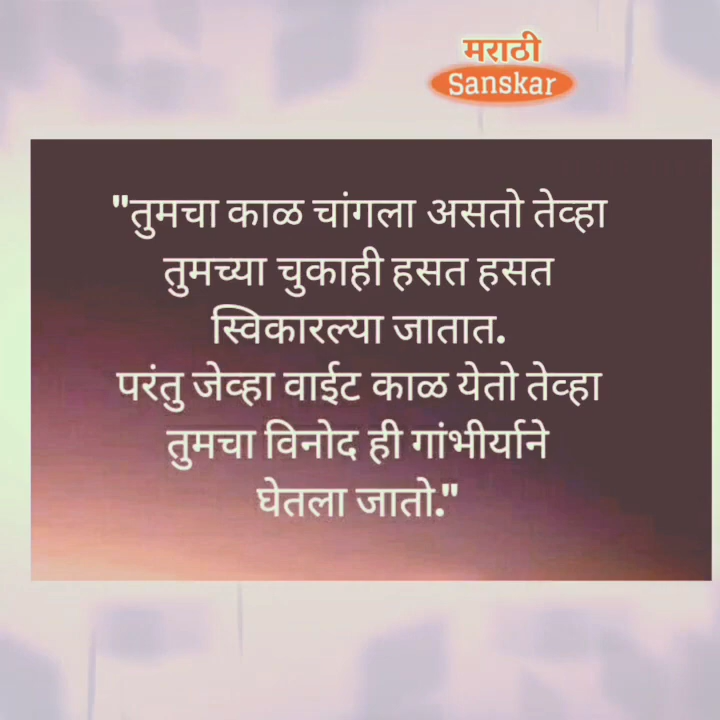 मराठी
Sanskar
"तुमचा काळ चांगला असतो तेव्हा
तुमच्या चुकाही हसत हसत
स्विकारल्या जातात.
परंतु जेव्हा वाईट काळ येतो तेव्हा
तुमचा विनोद ही गांभीर्याने
घेतला जातो."